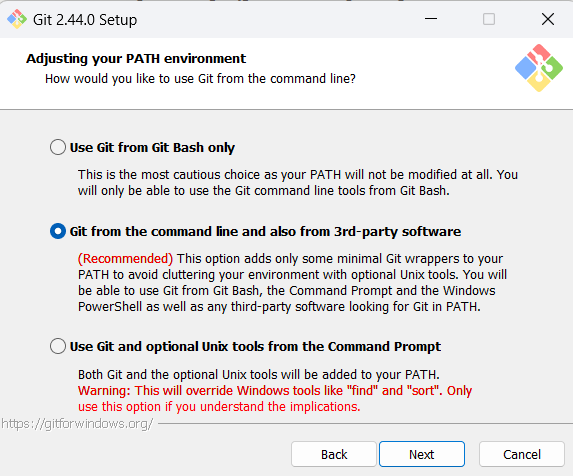 Git 2.44.0 Setup
Adjusting your PATH environment
How would you like to use Git from the command line?
Use Git from Git Bash only
This is the most cautious choice as your PATH will not be modified at all. You
will only be able to use the Git command line tools from Git Bash.
Git from the command line and also from 3rd-party software
(Recommended) This option adds only some minimal Git wrappers to your
PATH to avoid cluttering your environment with optional Unix tools. You will
be able to use Git from Git Bash, the Command Prompt and the Windows
PowerShell as well as any third-party software looking for Git in PATH.
Use Git and optional Unix tools from the Command Prompt
Both Git and the optional Unix tools will be added to your PATH.
Warning: This will override Windows tools like "find" and "sort". Only
use this option if you understand the implications.
https://gitforwindows.org/
Back
Next
Cancel